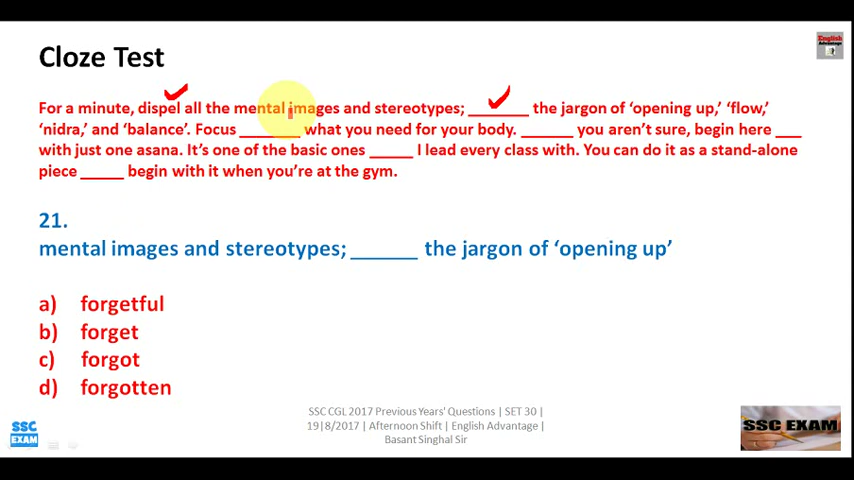 Cloze Test
English
Advantage
For a minute, dispel all the mental images and stereotypes; _______ the jargon of ‘opening up,’ ‘flow,’
‘nidra,’ and ‘balance’. Focus ________ what you need for your body. ______ you aren’t sure, begin here ___
with just one asana. It’s one of the basic ones _____ I lead every class with. You can do it as a stand-alone
piece _____ begin with it when you’re at the gym.
21.
mental images and stereotypes; ______ the jargon of ‘opening up’
a) forgetful
b) forget
c) forgot
d) forgotten
SSC CGL 2017 Previous Years' Questions | SET 30 |
19|8/2017 | Afternoon Shift | English Advantage |
Basant Singhal Sir
SSC
EXAM
SSC EXAM